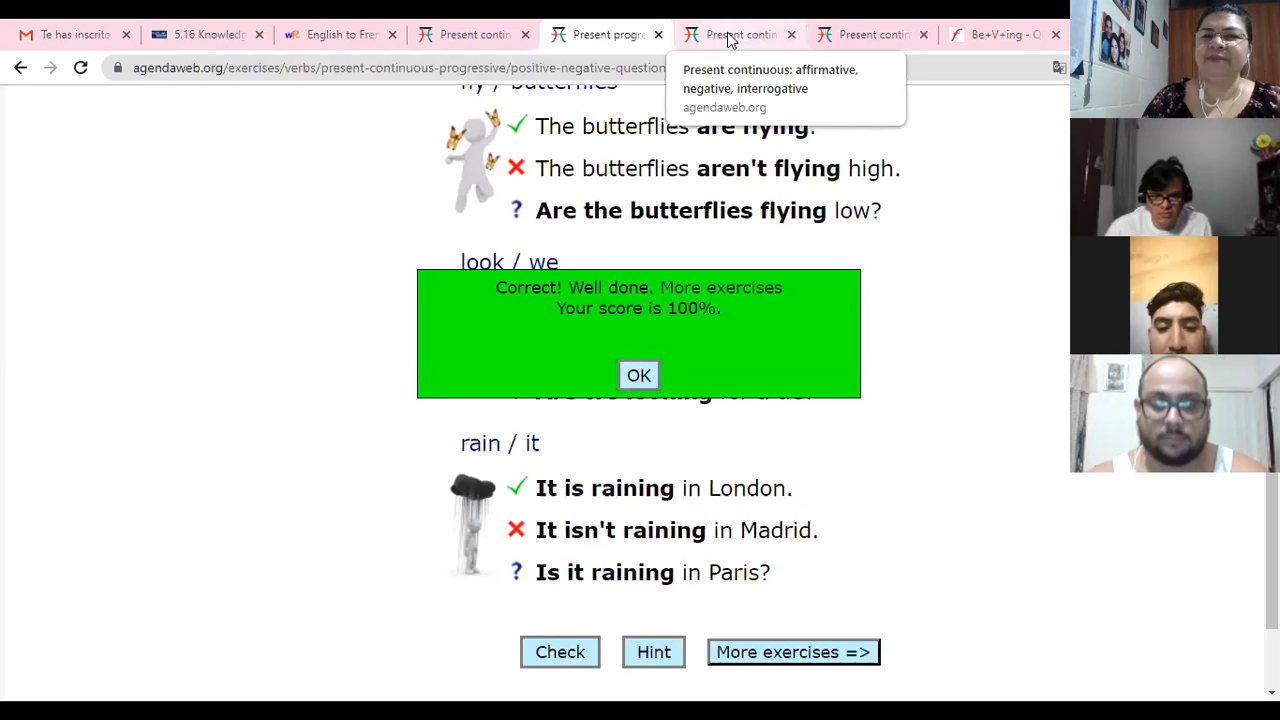 Te has inscrito
5.16 Knowledg
English to Fren
Present contin
Present progre
Present contin
Present contin
Be+V+ing - Q
agendaweb.org/exercises/verbs/present-continuous-progressive/positive-negative-question
Present continuous: affirmative,
negative, interrogative
agendaweb.org
fly / butterflies
The butterflies are flying.
The butterflies aren't flying high.
? Are the butterflies flying low?
look / we
Correct! Well done. More exercises
Your score is 100%.
OK
rain / it
It is raining in London.
It isn't raining in Madrid.
? Is it raining in Paris?
Check
Hint
More exercises =>